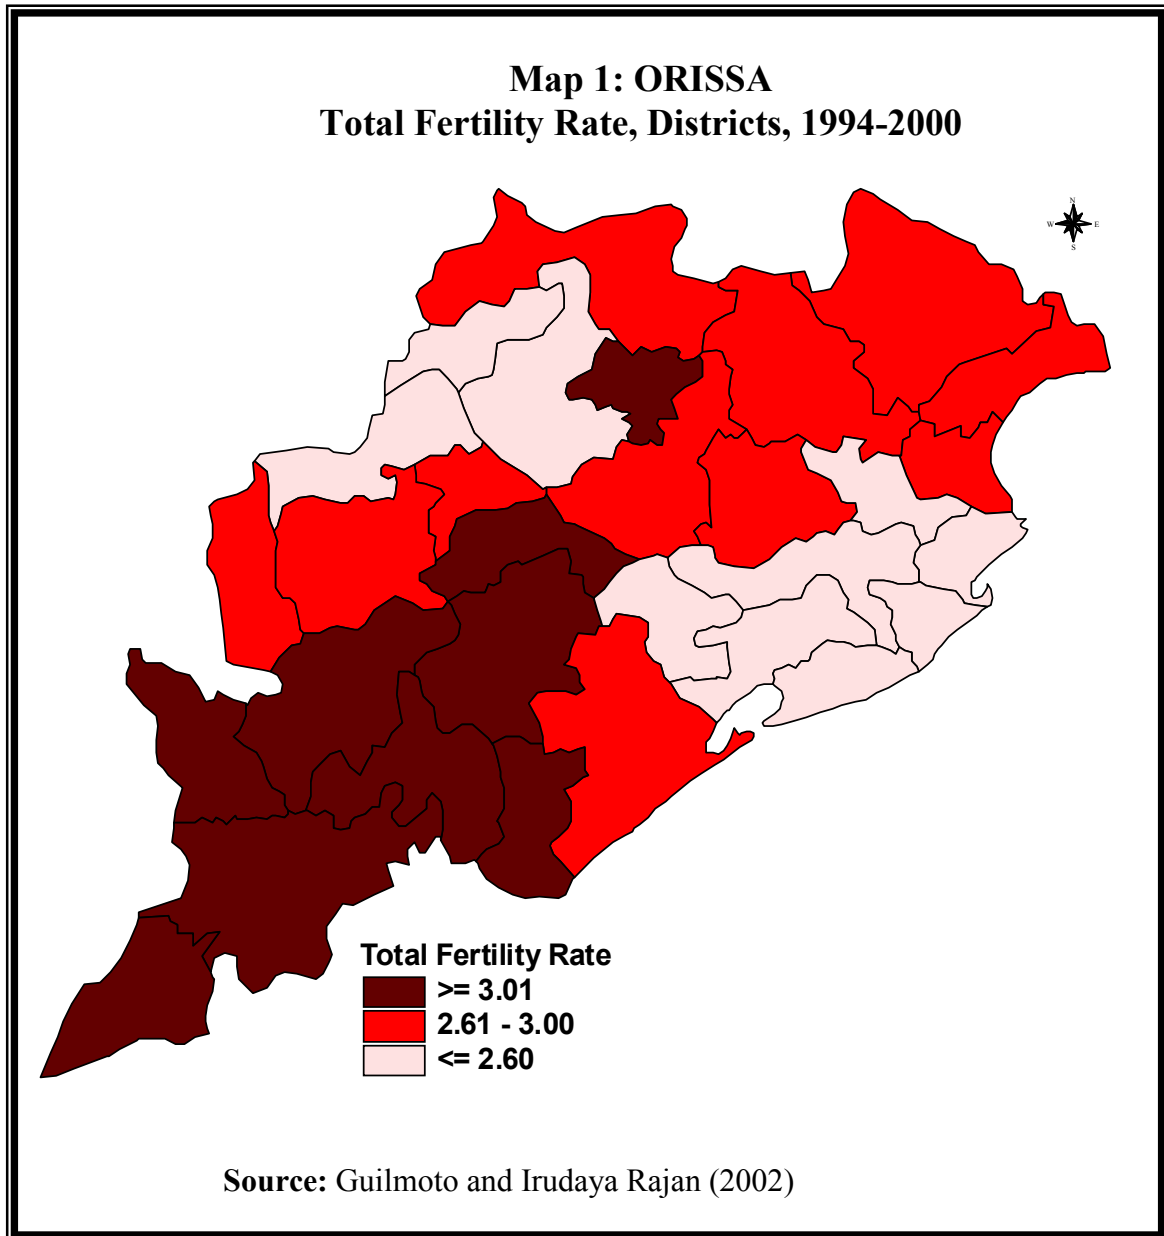 Map 1: ORISSA
Total Fertility Rate, Districts, 1994-2000
N
W E
S
Total Fertility Rate
>= 3.01
2.61 - 3.00
<= 2.60
Source: Guilmoto and Irudaya Rajan (2002)